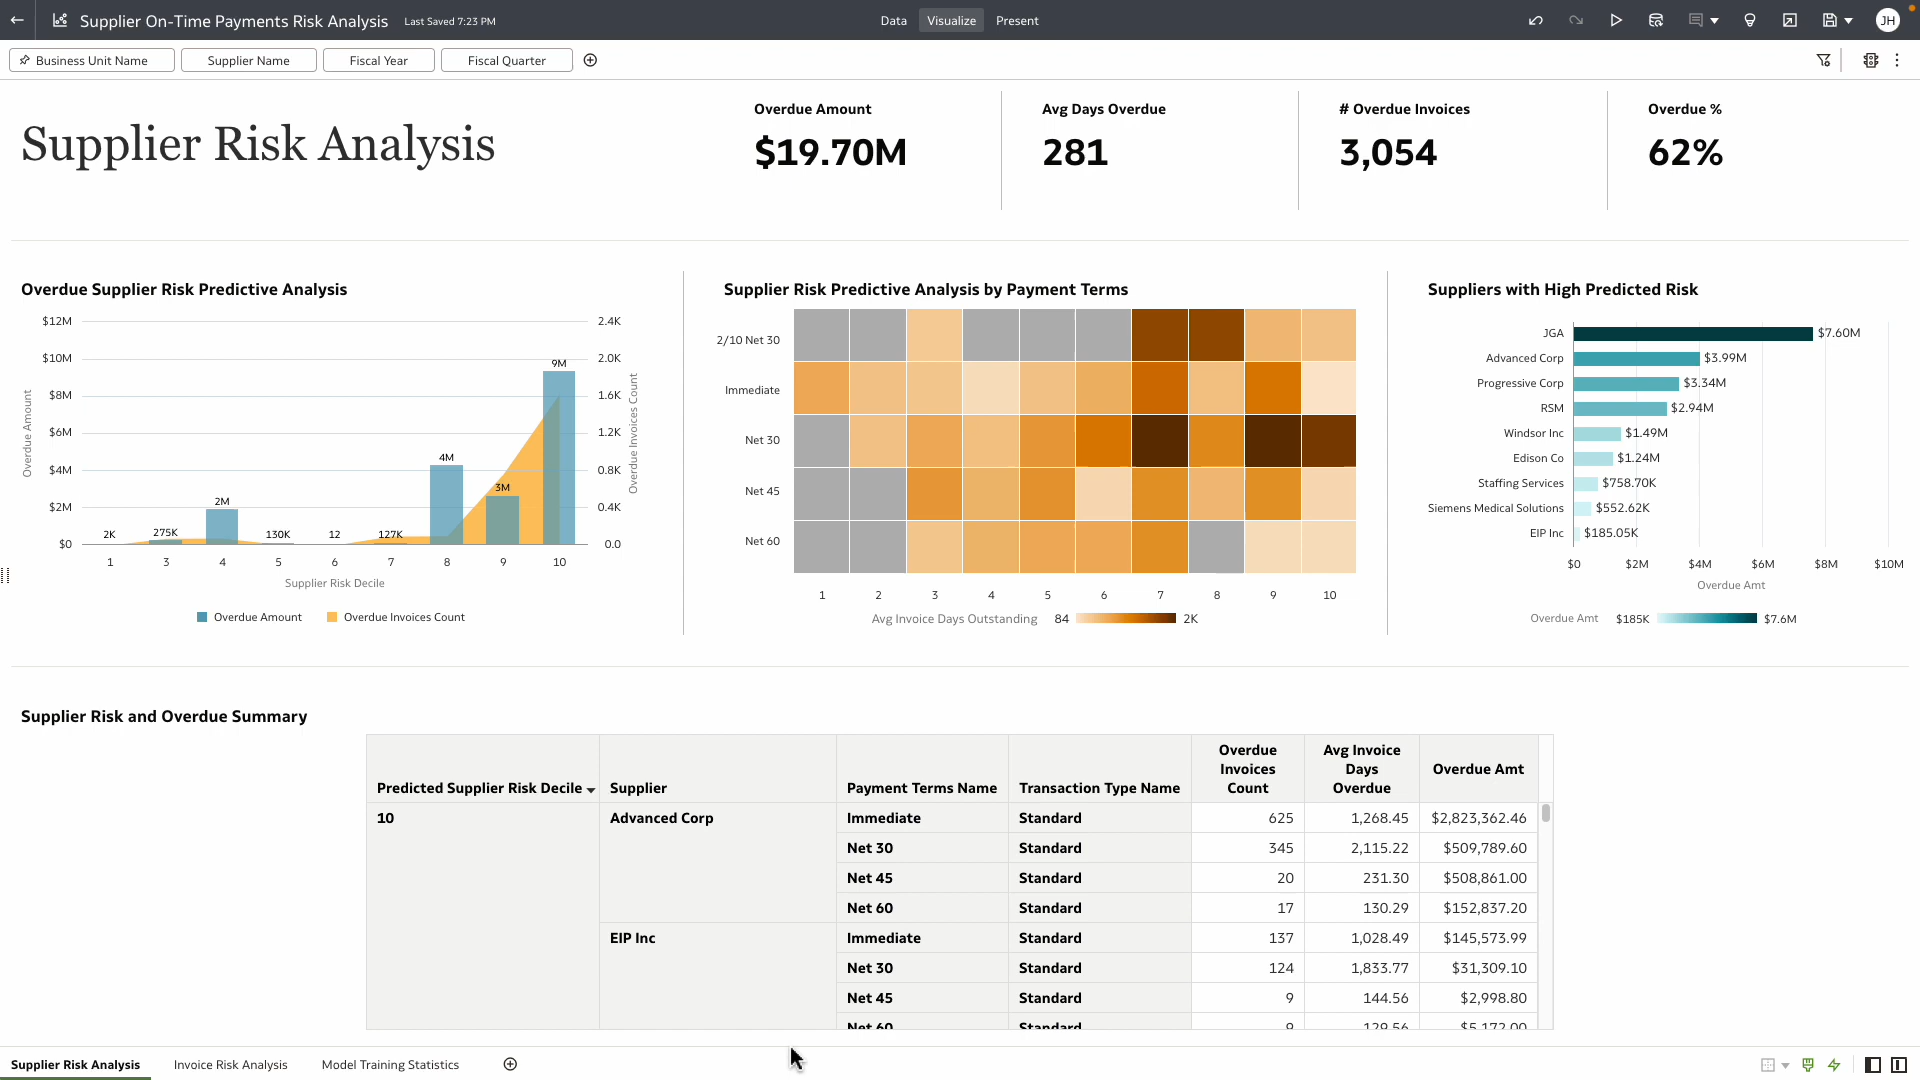 Supplier On-Time Payments Risk Analysis Last Saved 7:23 PM
Data Visualize Present
JH
Business Unit Name Supplier Name Fiscal Year Fiscal Quarter
Supplier Risk Analysis
Overdue Amount
$19.70M
Avg Days Overdue
281
# Overdue Invoices
3,054
Overdue %
62%
Overdue Supplier Risk Predictive Analysis
Overdue Amount
$12M
$10M
$8M
$6M
$4M
$2M
$0
2K
275K
2M
130K
12
127K
4M
3M
9M
2.4K
2.0K
1.6K
1.2K
0.8K
0.4K
0.0
Overdue Invoices Count
1 3 4 5 6 7 8 9 10
Supplier Risk Decile
Overdue Amount Overdue Invoices Count
Supplier Risk Predictive Analysis by Payment Terms
2/10 Net 30
Immediate
Net 30
Net 45
Net 60
1 2 3 4 5 6 7 8 9 10
Avg Invoice Days Outstanding 84 2K
Suppliers with High Predicted Risk
JGA $7.60M
Advanced Corp $3.99M
Progressive Corp $3.34M
RSM $2.94M
Windsor Inc $1.49M
Edison Co $1.24M
Staffing Services $758.70K
Siemens Medical Solutions $552.62K
EIP Inc $185.05K
$0 $2M $4M $6M $8M $10M
Overdue Amt
Overdue Amt $185K $7.6M
Supplier Risk and Overdue Summary
Predicted Supplier Risk Decile Supplier Payment Terms Name Transaction Type Name Overdue Invoices Count Avg Invoice Days Overdue Overdue Amt
10 Advanced Corp Immediate Standard 625 1,268.45 $2,823,362.46
Net 30 Standard 345 2,115.22 $509,789.60
Net 45 Standard 20 231.30 $508,861.00
Net 60 Standard 17 130.29 $152,837.20
EIP Inc Immediate Standard 137 1,028.49 $145,573.99
Net 30 Standard 124 1,833.77 $31,309.10
Net 45 Standard 9 144.56 $2,998.80
Net 60 Standard 9 129.56 $5,172.00
Supplier Risk Analysis Invoice Risk Analysis Model Training Statistics